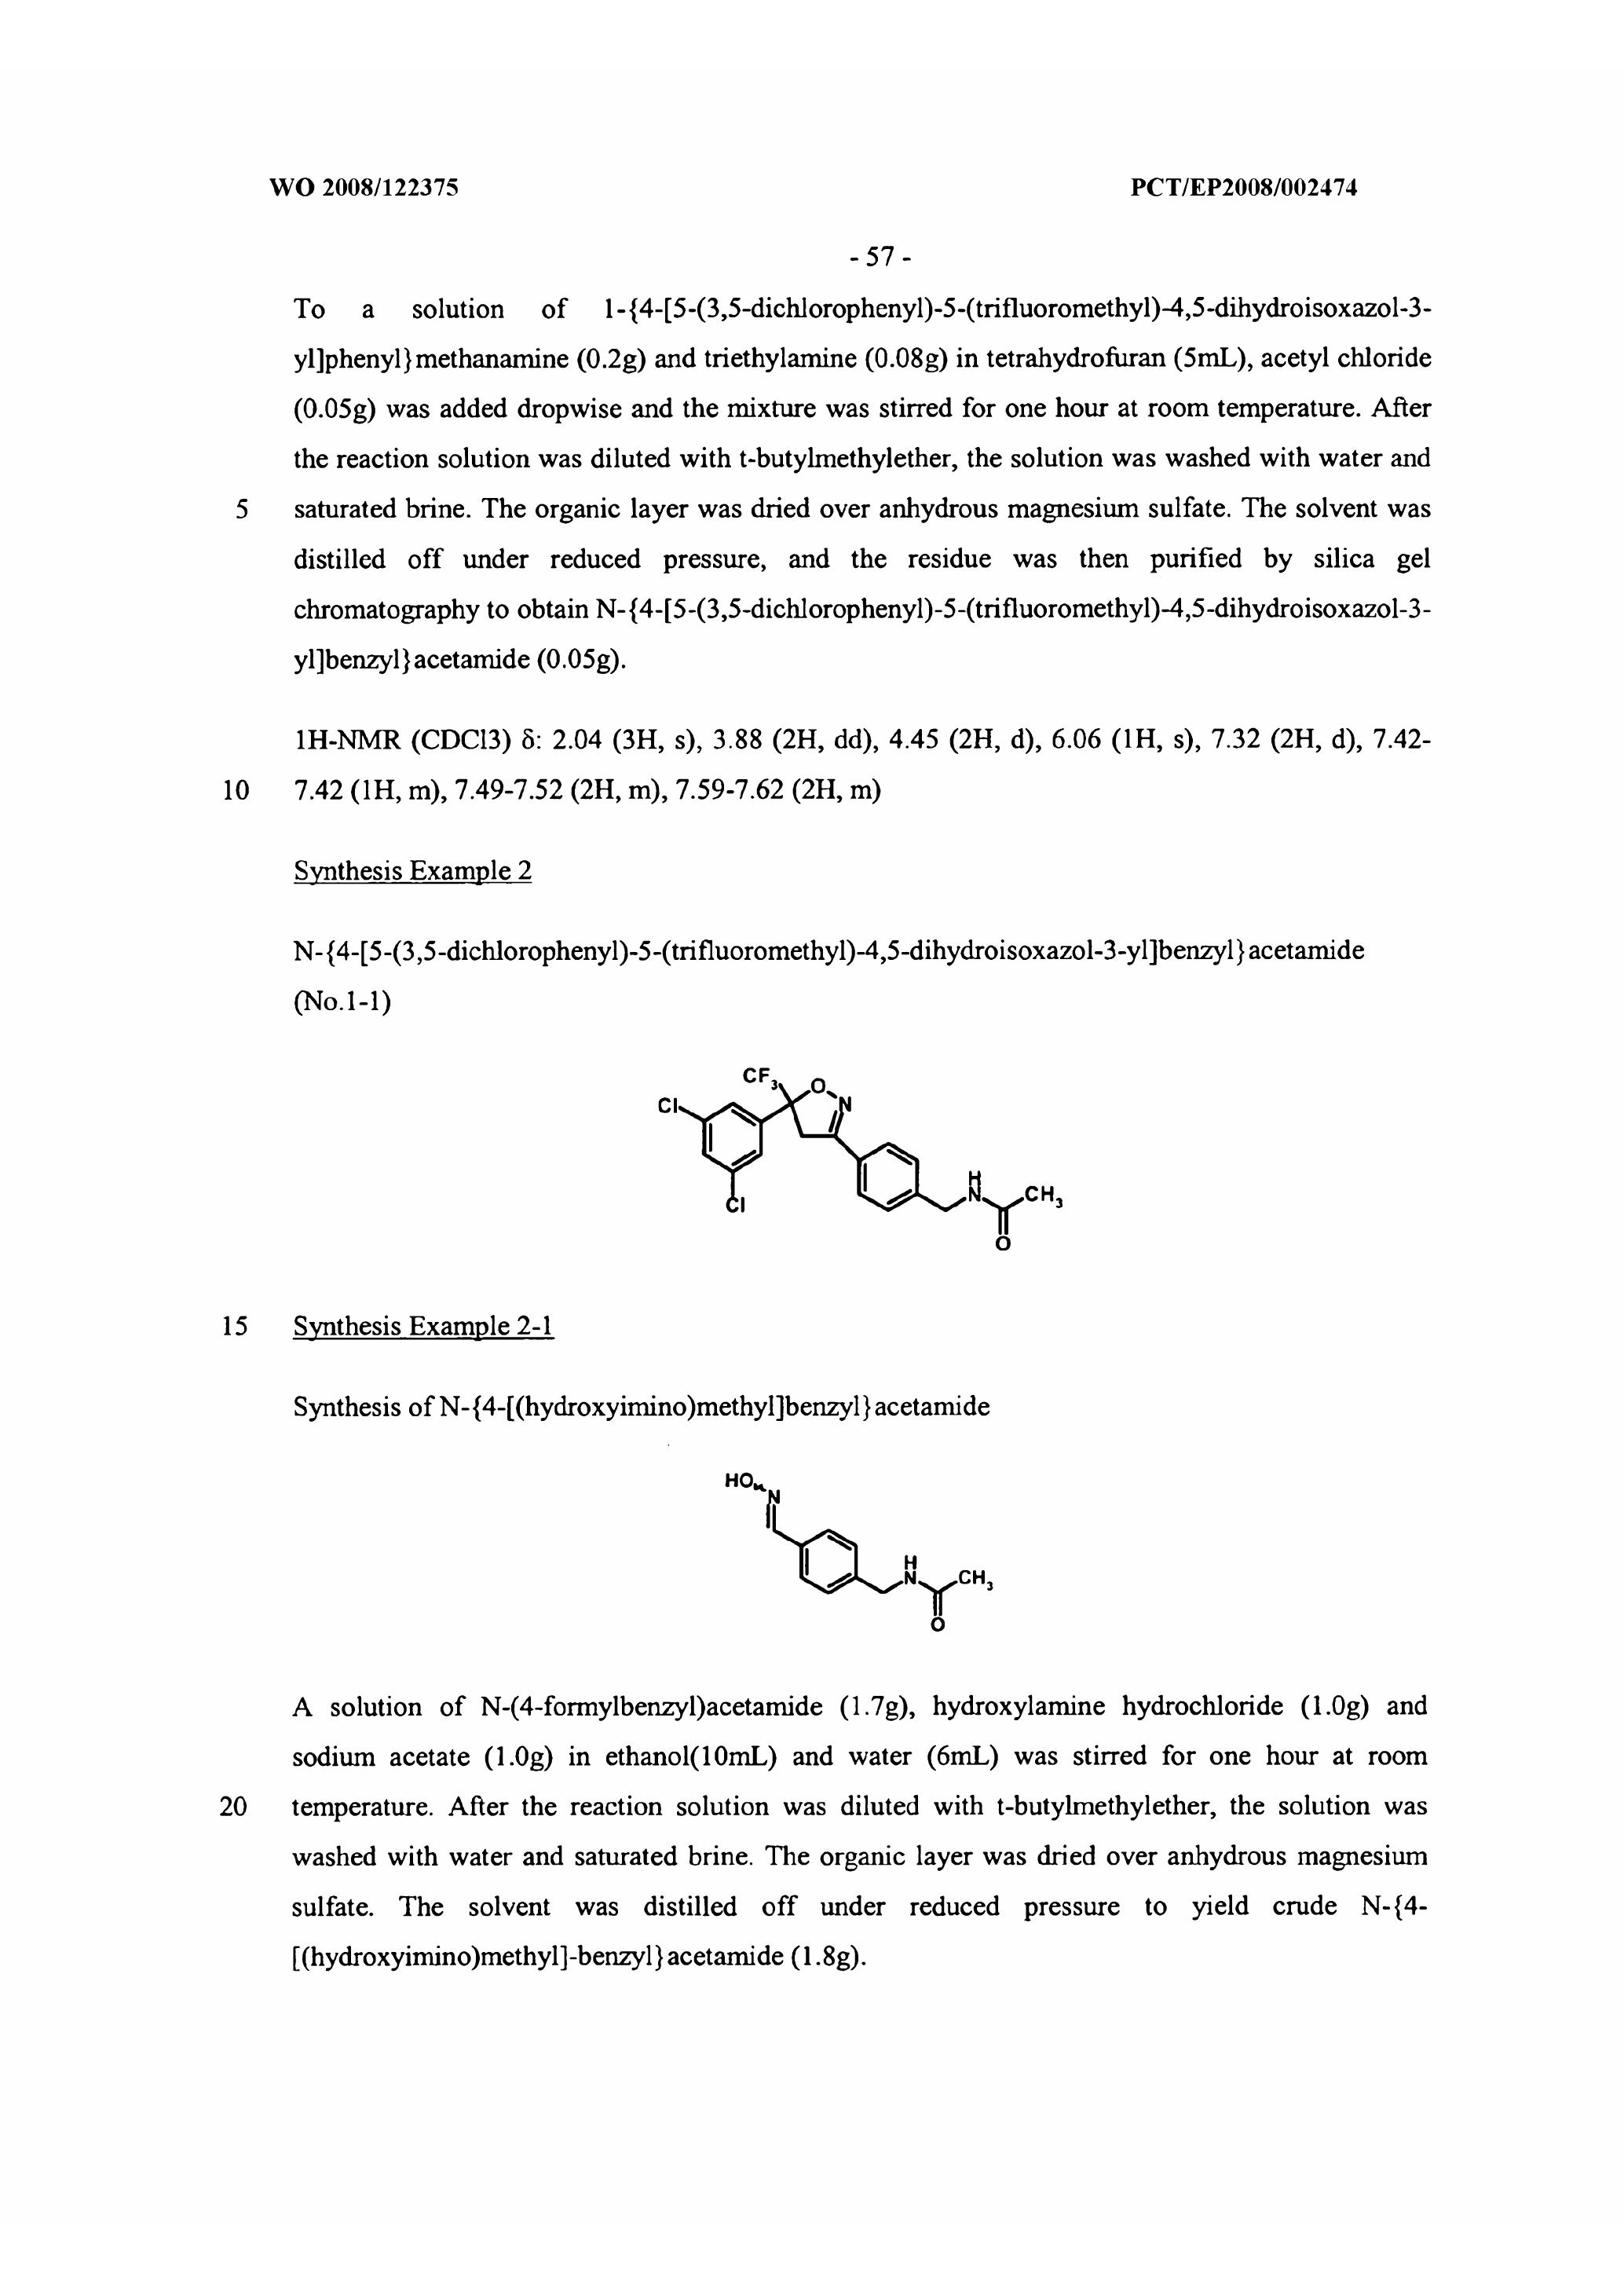 WO 2008/122375 PCT/EP2008/002474
- 57 -
To a solution of 1-{4-[5-(3,5-dichlorophenyl)-5-(trifluoromethyl)-4,5-dihydroisoxazol-3-
yl]phenyl}methanamine (0.2g) and triethylamine (0.08g) in tetrahydrofuran (5mL), acetyl chloride
(0.05g) was added dropwise and the mixture was stirred for one hour at room temperature. After
the reaction solution was diluted with t-butylmethylether, the solution was washed with water and
5 saturated brine. The organic layer was dried over anhydrous magnesium sulfate. The solvent was
distilled off under reduced pressure, and the residue was then purified by silica gel
chromatography to obtain N-{4-[5-(3,5-dichlorophenyl)-5-(trifluoromethyl)-4,5-dihydroisoxazol-3-
yl]benzyl}acetamide (0.05g).
1H-NMR (CDCl3) δ: 2.04 (3H, s), 3.88 (2H, dd), 4.45 (2H, d), 6.06 (1H, s), 7.32 (2H, d), 7.42-
10 7.42 (1H, m), 7.49-7.52 (2H, m), 7.59-7.62 (2H, m)
Synthesis Example 2
N-{4-[5-(3,5-dichlorophenyl)-5-(trifluoromethyl)-4,5-dihydroisoxazol-3-yl]benzyl}acetamide
(No.1-1)
CF3 O
Cl N
H
Cl N CH3
O
15 Synthesis Example 2-1
Synthesis of N-{4-[(hydroxyimino)methyl]benzyl}acetamide
HO
N
H
N CH3
O
A solution of N-(4-formylbenzyl)acetamide (1.7g), hydroxylamine hydrochloride (1.0g) and
sodium acetate (1.0g) in ethanol(10mL) and water (6mL) was stirred for one hour at room
20 temperature. After the reaction solution was diluted with t-butylmethylether, the solution was
washed with water and saturated brine. The organic layer was dried over anhydrous magnesium
sulfate. The solvent was distilled off under reduced pressure to yield crude N-{4-
[(hydroxyimino)methyl]-benzyl}acetamide (1.8g).